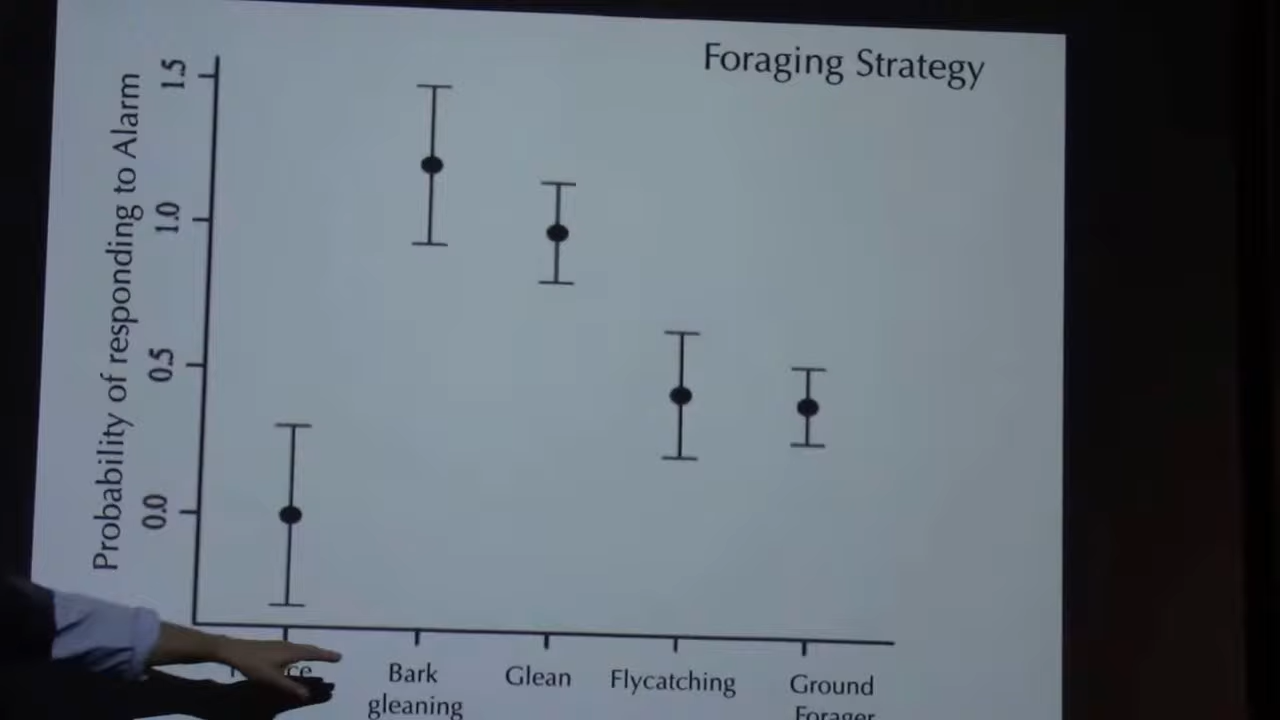 Foraging Strategy
Probability of responding to Alarm
1.5
1.0
0.5
0.0
Bark
gleaning
Glean
Flycatching
Ground
Forager